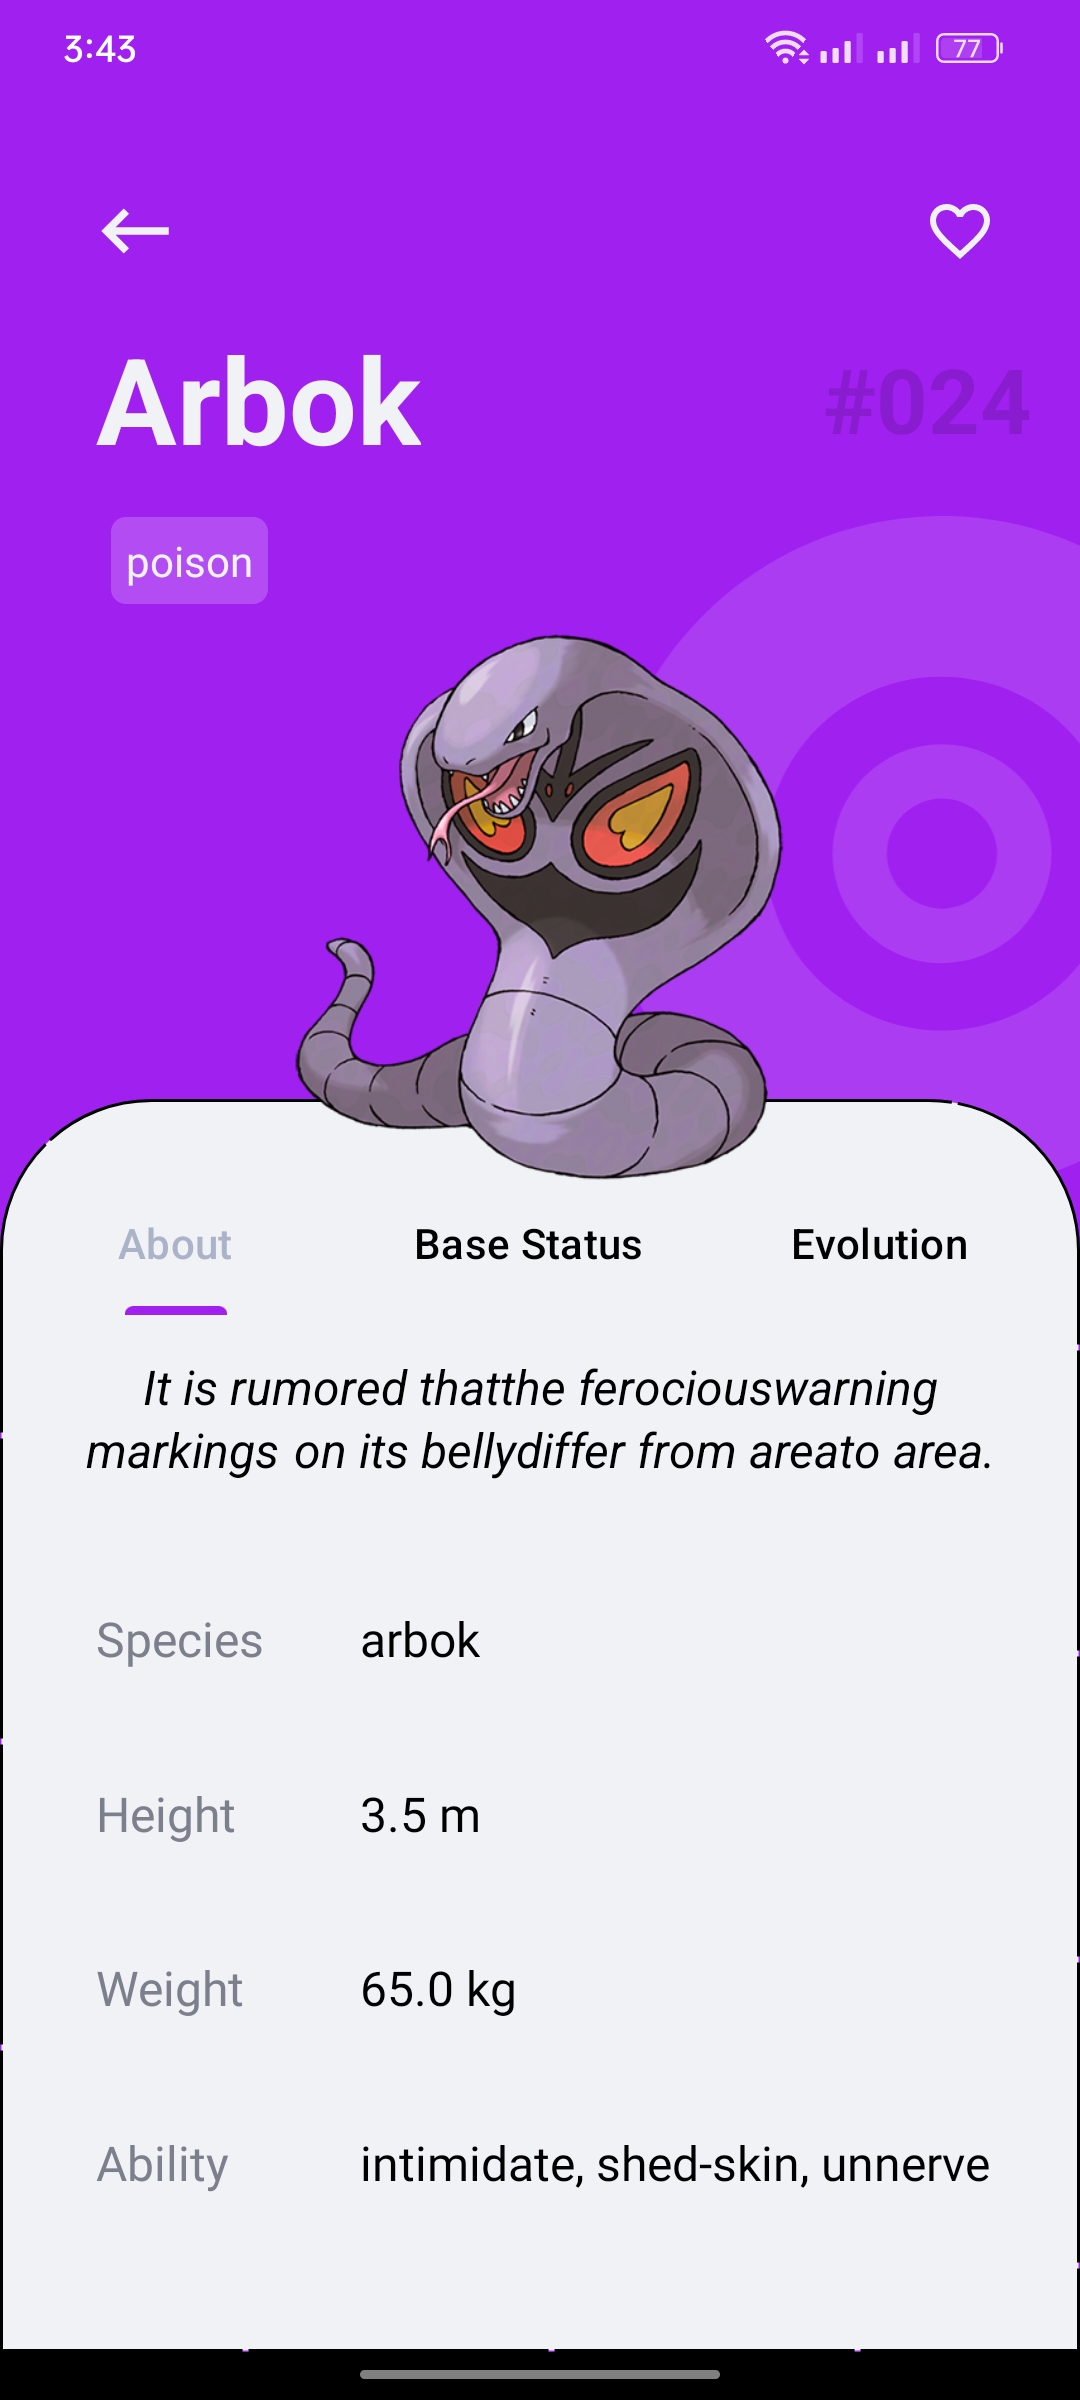 3:43
77
Arbok
#024
poison
About
Base Status
Evolution
It is rumored thatthe ferociouswarning
markings on its bellydiffer from areato area.
Species
arbok
Height
3.5 m
Weight
65.0 kg
Ability
intimidate, shed-skin, unnerve